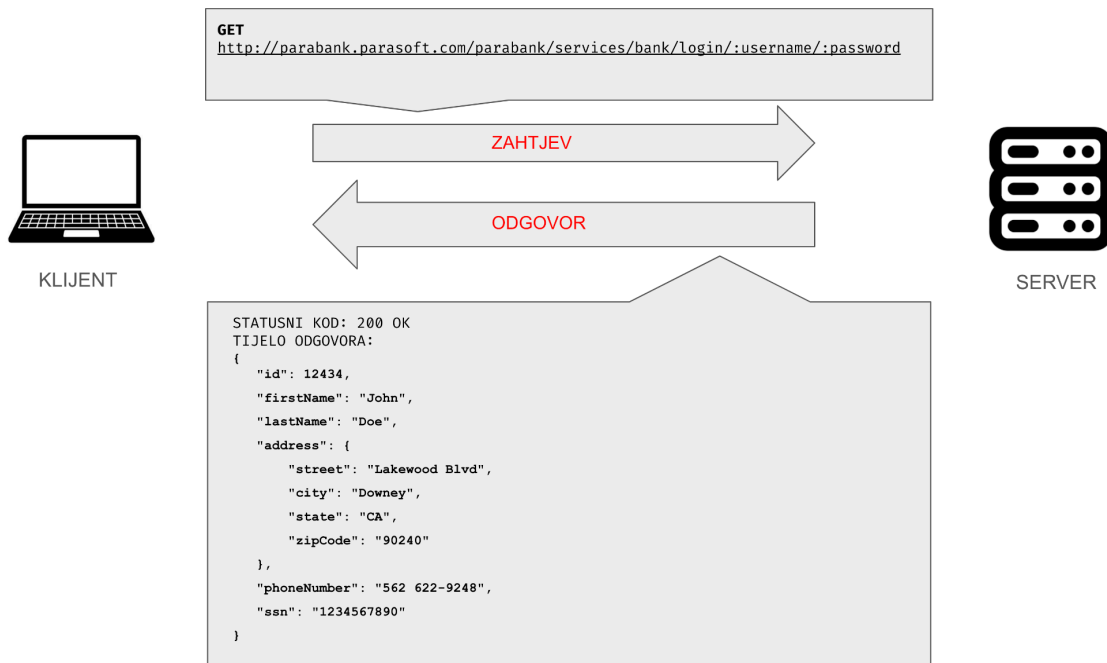 GET
http://parabank.parasoft.com/parabank/services/bank/login/:username/:password
ZAHTJEV
ODGOVOR
KLIJENT
SERVER
STATUSNI KOD: 200 OK
TIJELO ODGOVORA:
{
"id": 12434,
"firstName": "John",
"lastName": "Doe",
"address": {
"street": "Lakewood Blvd",
"city": "Downey",
"state": "CA",
"zipCode": "90240"
},
"phoneNumber": "562 622-9248",
"ssn": "1234567890"
}